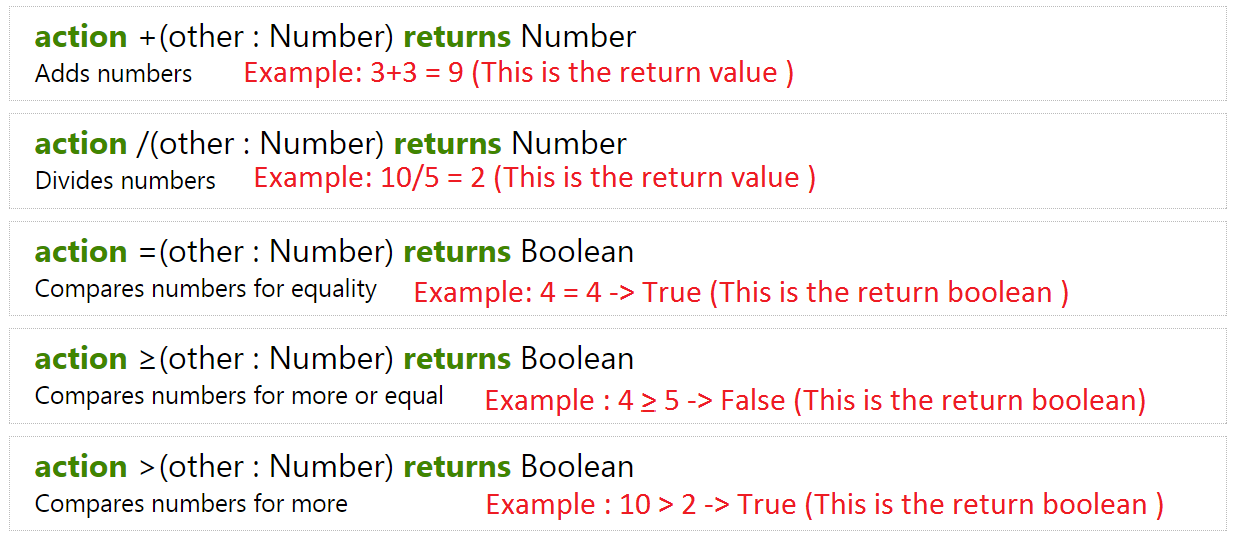 action +(other : Number) returns Number
Adds numbers Example: 3+3 = 9 (This is the return value )
action /(other : Number) returns Number
Divides numbers Example: 10/5 = 2 (This is the return value )
action =(other : Number) returns Boolean
Compares numbers for equality Example: 4 = 4 -> True (This is the return boolean )
action ≥(other : Number) returns Boolean
Compares numbers for more or equal Example : 4 ≥ 5 -> False (This is the return boolean)
action >(other : Number) returns Boolean
Compares numbers for more Example : 10 > 2 -> True (This is the return boolean )